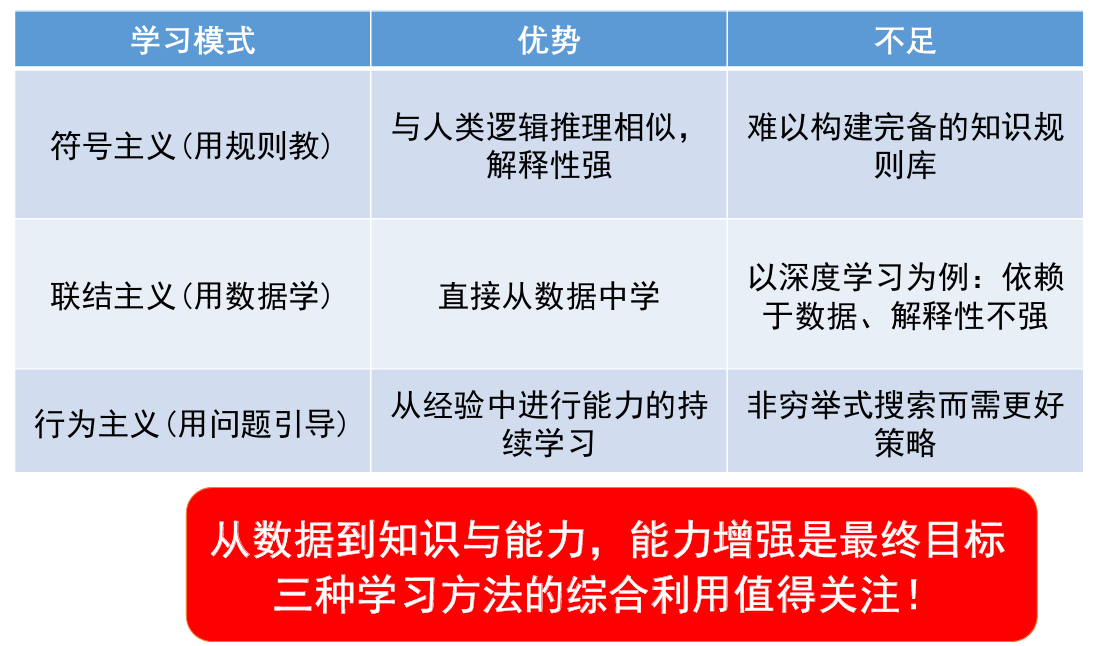 学习模式 优势 不足
符号主义(用规则教) 与人类逻辑推理相似，
解释性强 难以构建完备的知识规
则库
联结主义(用数据学) 直接从数据中学 以深度学习为例：依赖
于数据、解释性不强
行为主义(用问题引导) 从经验中进行能力的持
续学习 非穷举式搜索而需更好
策略
从数据到知识与能力，能力增强是最终目标
三种学习方法的综合利用值得关注！